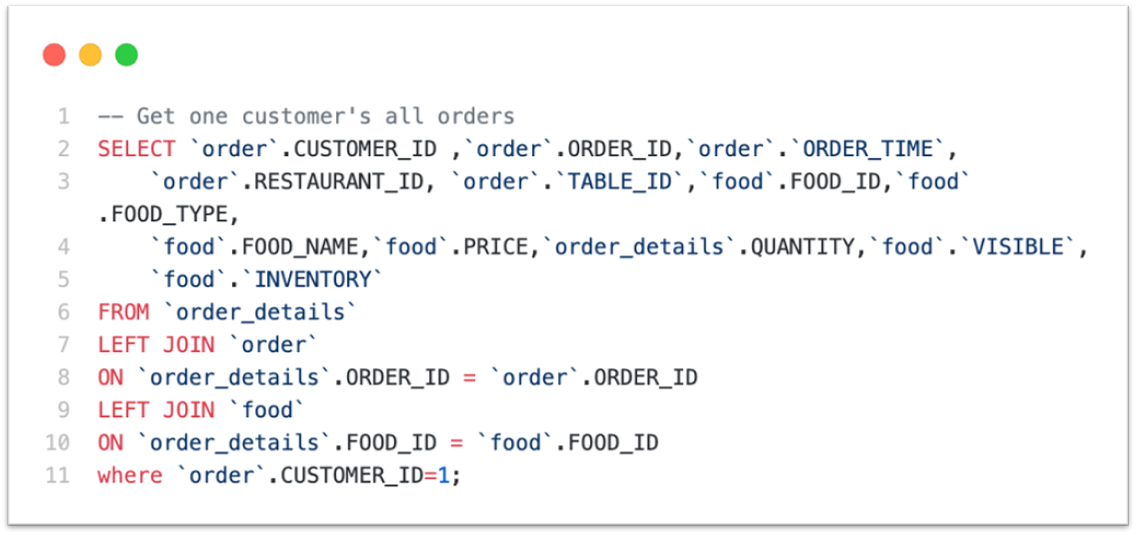 1 -- Get one customer's all orders
2 SELECT `order`.CUSTOMER_ID ,`order`.ORDER_ID,`order`.`ORDER_TIME`,
3     `order`.RESTAURANT_ID, `order`.`TABLE_ID`,`food`.FOOD_ID,`food`
.FOOD_TYPE,
4     `food`.FOOD_NAME,`food`.PRICE,`order_details`.QUANTITY,`food`.`VISIBLE`,
5     `food`.`INVENTORY`
6 FROM `order_details`
7 LEFT JOIN `order`
8 ON `order_details`.ORDER_ID = `order`.ORDER_ID
9 LEFT JOIN `food`
10 ON `order_details`.FOOD_ID = `food`.FOOD_ID
11 where `order`.CUSTOMER_ID=1;